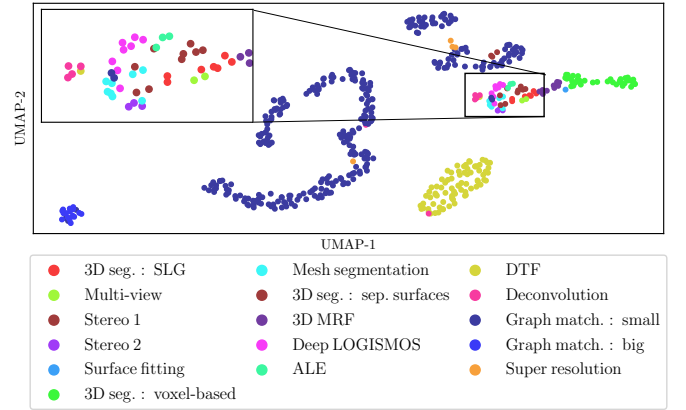 UMAP-2
UMAP-1
3D seg. : SLG
Multi-view
Stereo 1
Stereo 2
Surface fitting
3D seg. : voxel-based
Mesh segmentation
3D seg. : sep. surfaces
3D MRF
Deep LOGISMOS
ALE
DTF
Deconvolution
Graph match. : small
Graph match. : big
Super resolution